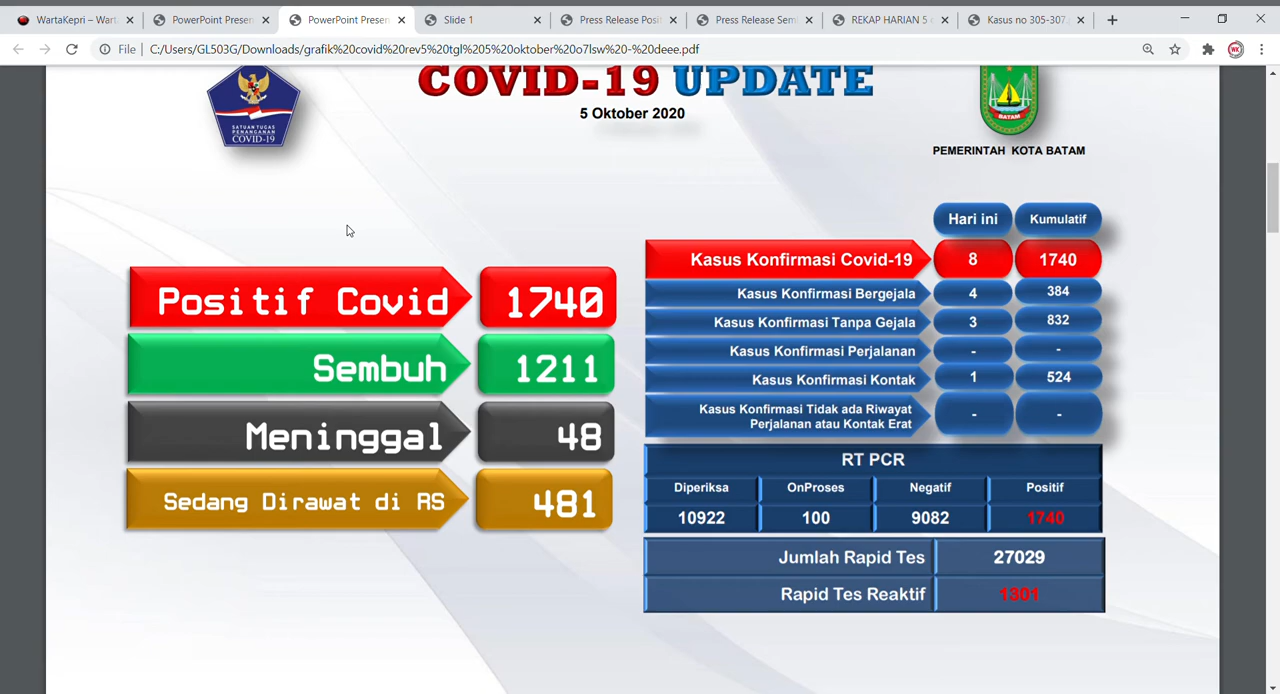 WartaKepri – Wart
PowerPoint Presen
PowerPoint Presen
Slide 1
Press Release Posi
Press Release Sem
REKAP HARIAN 5 
Kasus no 305-307.
File
C:/Users/GL503G/Downloads/grafik%20covid%20rev5%20tgl%205%20oktober%20o7lsw%20-%20deee.pdf
WK
COVID-19 UPDATE
5 Oktober 2020
SATUAN TUGAS
PENANGANAN
COVID-19
BATAM
PEMERINTAH KOTA BATAM
Positif Covid 1740
Sembuh 1211
Meninggal 48
Sedang Dirawat di RS 481
Hari ini Kumulatif
Kasus Konfirmasi Covid-19 8 1740
Kasus Konfirmasi Bergejala 4 384
Kasus Konfirmasi Tanpa Gejala 3 832
Kasus Konfirmasi Perjalanan - -
Kasus Konfirmasi Kontak 1 524
Kasus Konfirmasi Tidak ada Riwayat
Perjalanan atau Kontak Erat - -
RT PCR
Diperiksa OnProses Negatif Positif
10922 100 9082 1740
Jumlah Rapid Tes 27029
Rapid Tes Reaktif 1301